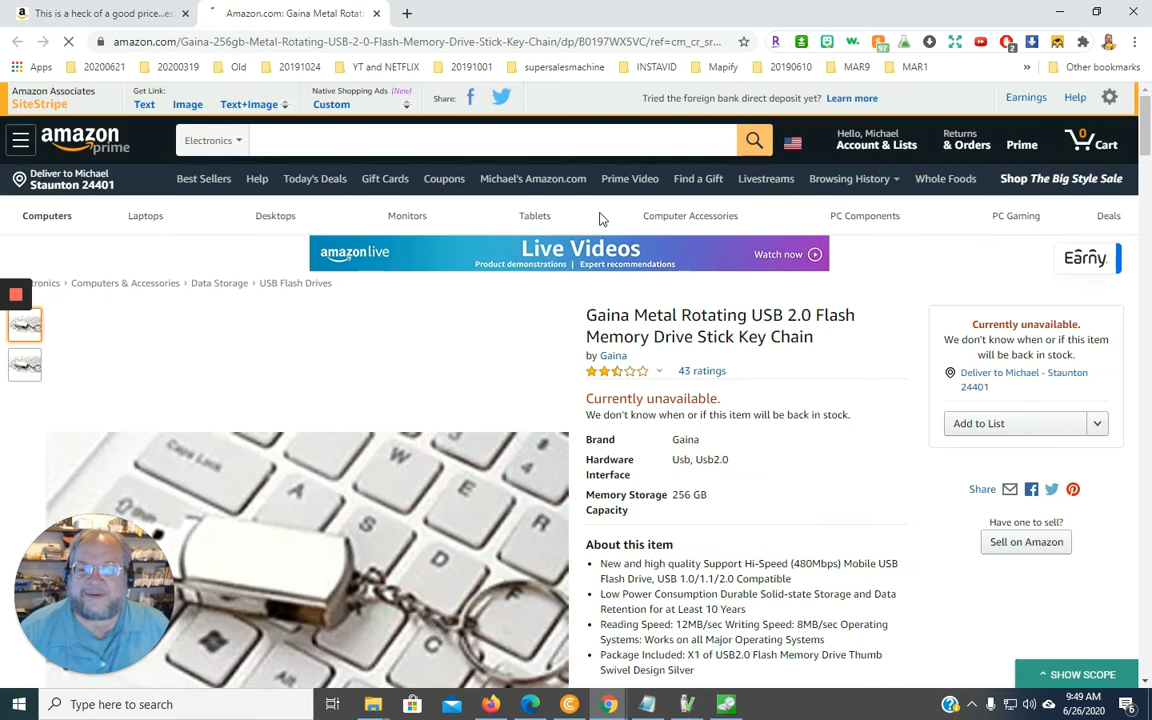 This is a heck of a good price...es
Amazon.com: Gaina Metal Rotati
amazon.com/Gaina-256gb-Metal-Rotating-USB-2-0-Flash-Memory-Drive-Stick-Key-Chain/dp/B0197WX5VC/ref=cm_cr_sr...
Apps 20200621 20200319 Old 20191024 YT and NETFLIX 20191001 supersalesmachine INSTAVID Mapify 20190610 MAR9 MAR1 » Other bookmarks
Amazon Associates
SiteStripe
Get Link:
Text Image Text+Image
Native Shopping Ads (New)
Custom
Share:
Tried the foreign bank direct deposit yet? Learn more
Earnings Help
amazon
prime
Electronics
Hello, Michael
Account & Lists
Returns
& Orders
Prime
0
Cart
Deliver to Michael
Staunton 24401
Best Sellers Help Today's Deals Gift Cards Coupons Michael's Amazon.com Prime Video Find a Gift Livestreams Browsing History Whole Foods Shop The Big Style Sale
Computers Laptops Desktops Monitors Tablets Computer Accessories PC Components PC Gaming Deals
amazonlive
Live Videos
Product demonstrations | Expert recommendations
Watch now
Earny.
tronics › Computers & Accessories › Data Storage › USB Flash Drives
Gaina Metal Rotating USB 2.0 Flash
Memory Drive Stick Key Chain
by Gaina
43 ratings
Currently unavailable.
We don't know when or if this item will be back in stock.
Brand Gaina
Hardware Usb, Usb2.0
Interface
Memory Storage 256 GB
Capacity
About this item
• New and high quality Support Hi-Speed (480Mbps) Mobile USB
Flash Drive, USB 1.0/1.1/2.0 Compatible
• Low Power Consumption Durable Solid-state Storage and Data
Retention for at Least 10 Years
• Reading Speed: 12MB/sec Writing Speed: 8MB/sec Operating
Systems: Works on all Major Operating Systems
• Package Included: X1 of USB2.0 Flash Memory Drive Thumb
Swivel Design Silver
Currently unavailable.
We don't know when or if this item
will be back in stock.
Deliver to Michael - Staunton
24401
Add to List
Share
Have one to sell?
Sell on Amazon
Caps Lock
A
W
S
E
D
R
F
C
Alt
4
SHOW SCOPE
Type here to search
9:49 AM
6/26/2020
6